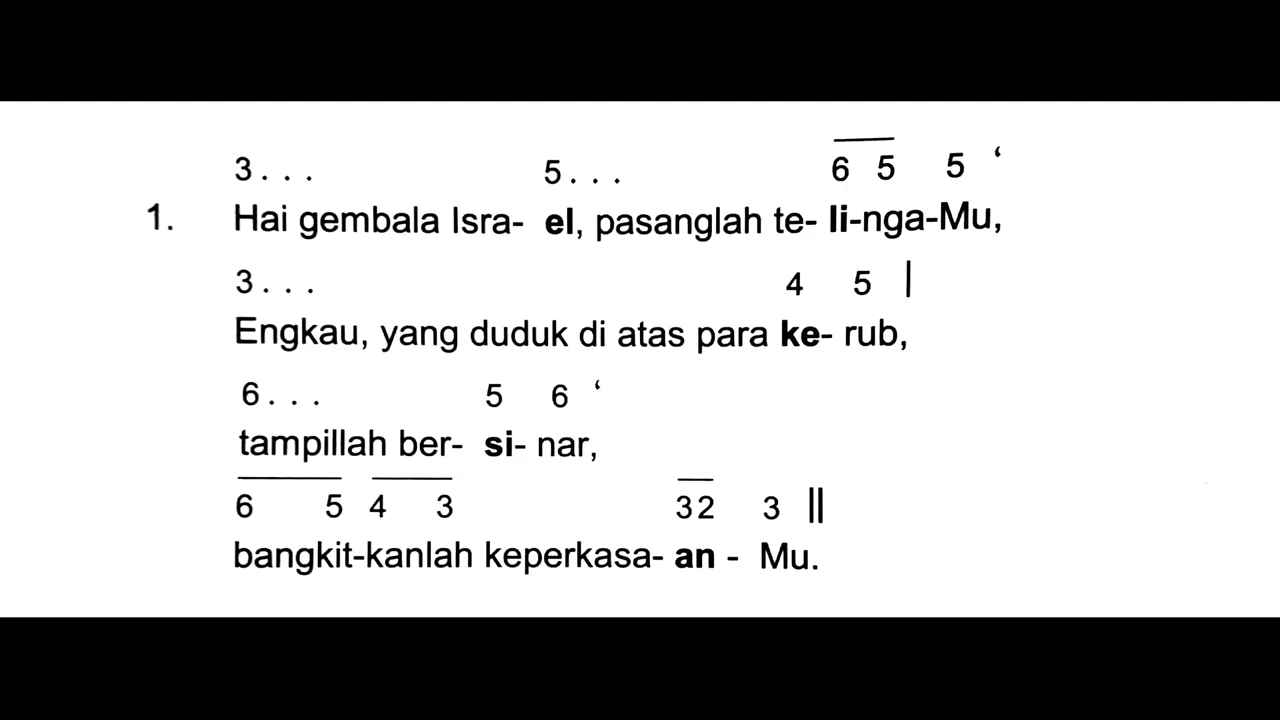 3 . . . 5 . . . 6 5 5 ‘
1. Hai gembala Isra- el, pasanglah te- li-nga-Mu,
3 . . . 4 5 |
Engkau, yang duduk di atas para ke- rub,
6 . . . 5 6 ‘
tampillah ber- si- nar,
6 5 4 3 32 3 ||
bangkit-kanlah keperkasa- an - Mu.